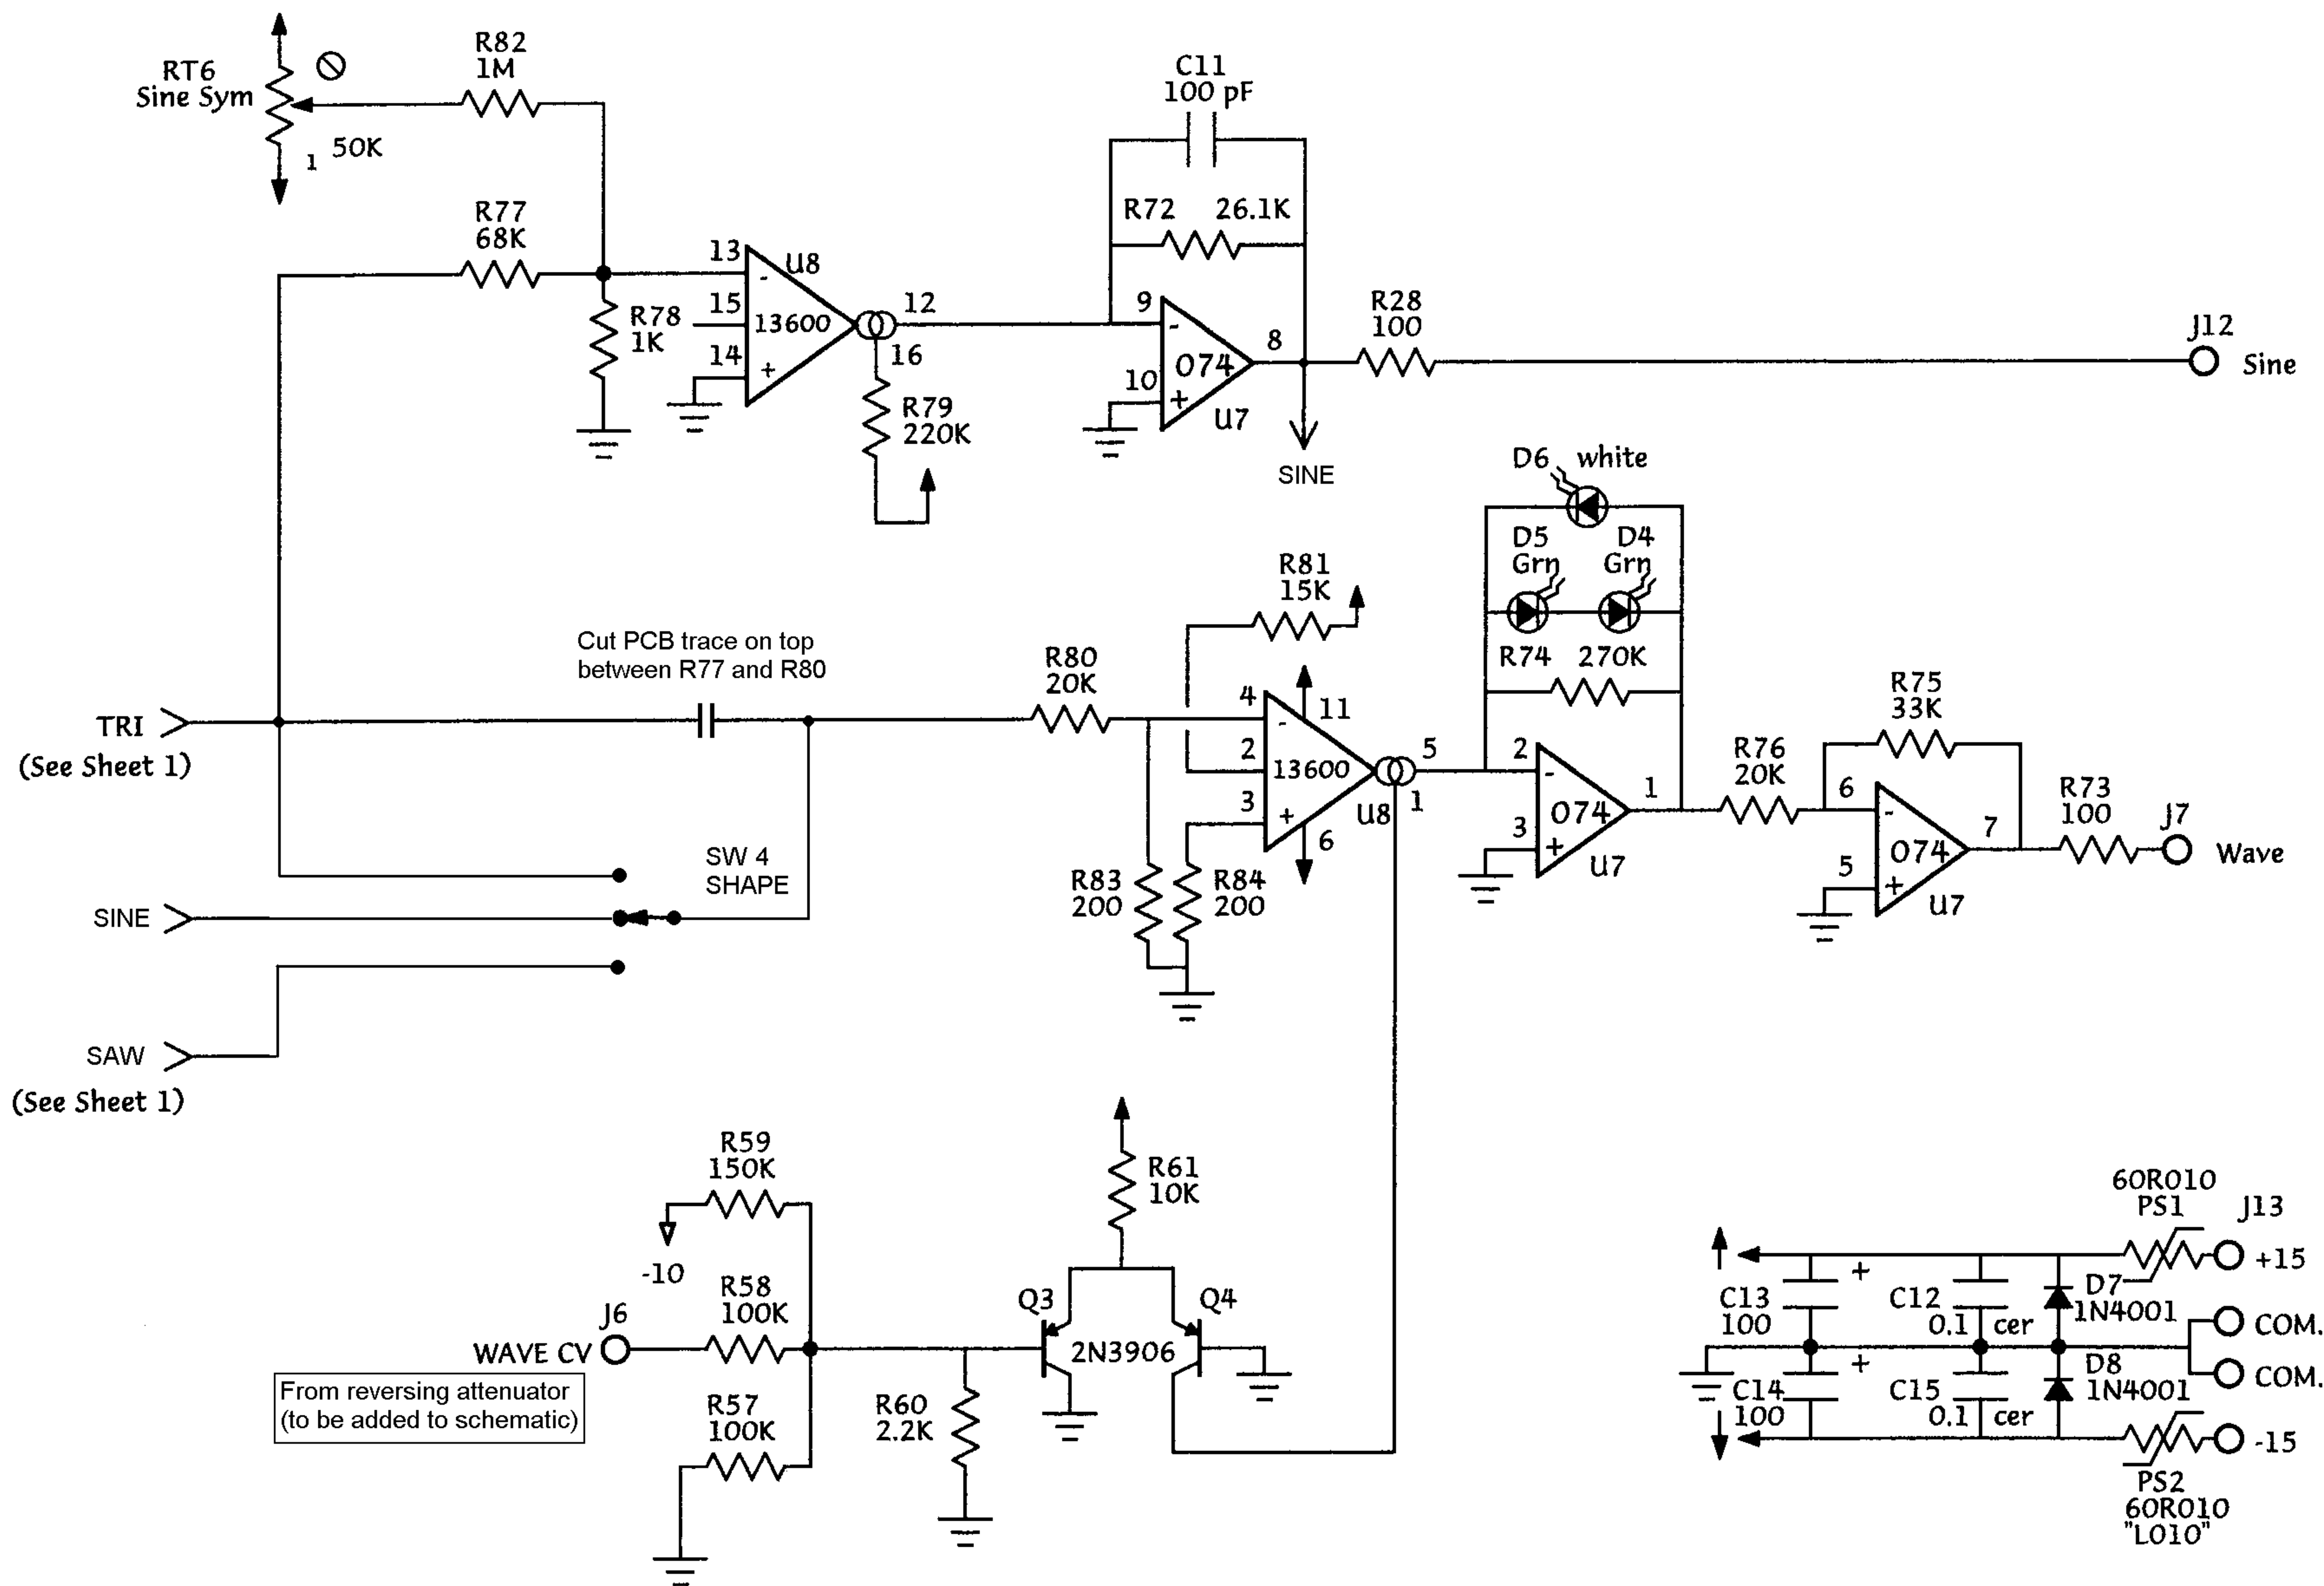 RT6
Sine Sym
1
50K
R82
1M
R77
68K
R78
1K
13
15
14
-
+
U8
13600
12
16
R79
220K
C11
100 pF
R72
26.1K
9
10
-
+
074
U7
8
R28
100
J12
Sine
SINE
D6
white
D5
Grn
D4
Grn
R74
270K
R81
15K
Cut PCB trace on top
between R77 and R80
TRI
(See Sheet 1)
R80
20K
4
2
3
-
+
11
13600
6
U8
5
1
R83
200
R84
200
2
3
-
+
074
U7
1
R76
20K
R75
33K
6
5
-
+
074
U7
7
R73
100
J7
Wave
SW 4
SHAPE
SINE
SAW
(See Sheet 1)
R59
150K
-10
R58
100K
J6
WAVE CV
From reversing attenuator
(to be added to schematic)
R57
100K
R60
2.2K
R61
10K
Q3
Q4
2N3906
60R010
PS1
J13
+15
C13
100
+
C12
0.1 cer
D7
1N4001
COM.
C14
100
+
C15
0.1 cer
D8
1N4001
COM.
-15
PS2
60R010
"L010"